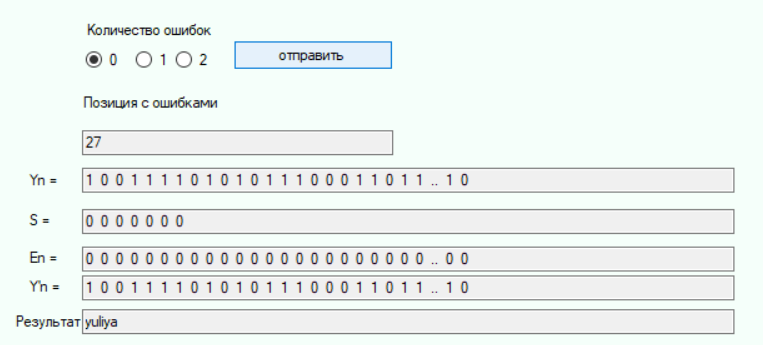 Количество ошибок
0 1 2 отправить
Позиция с ошибками
27
Yn = 1 0 0 1 1 1 1 0 1 0 1 0 1 1 1 0 0 0 1 1 0 1 1 .. 1 0
S = 0 0 0 0 0 0 0
En = 0 0 0 0 0 0 0 0 0 0 0 0 0 0 0 0 0 0 0 0 0 0 0 .. 0 0
Y'n = 1 0 0 1 1 1 1 0 1 0 1 0 1 1 1 0 0 0 1 1 0 1 1 .. 1 0
Результат yuliya